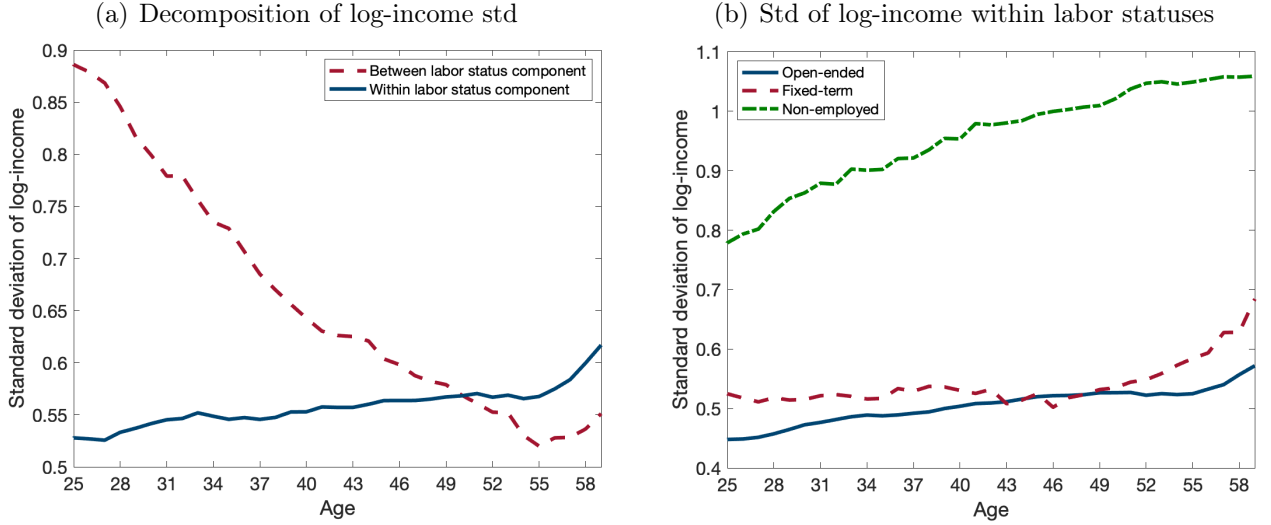 (a) Decomposition of log-income std
0.9
0.85
0.8
0.75
0.7
0.65
0.6
0.55
0.5
Standard deviation of log-income
Between labor status component
Within labor status component
25 28 31 34 37 40 43 46 49 52 55 58
Age
(b) Std of log-income within labor statuses
1.1
1
0.9
0.8
0.7
0.6
0.5
0.4
Standard deviation of log-income
Open-ended
Fixed-term
Non-employed
25 28 31 34 37 40 43 46 49 52 55 58
Age